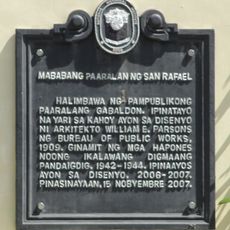 MABABANG PAARALAN NG SAN RAFAEL
HALIMBAWA NG PAMPUBLIKONG
PAARALANG GABALDON. IPINATAYO
NA YARI SA KAHOY AYON SA DISENYO
NI ARKITEKTO WILLIAM E. PARSONS
NG BUREAU OF PUBLIC WORKS,
1909. GINAMIT NG MGA HAPONES
NOONG IKALAWANG DIGMAANG
PANDAIGDIG, 1942-1944. IPINAAYOS
AYON SA DISENYO, 2006-2007.
PINASINAYAAN, 15 NOBYEMBRE 2007.